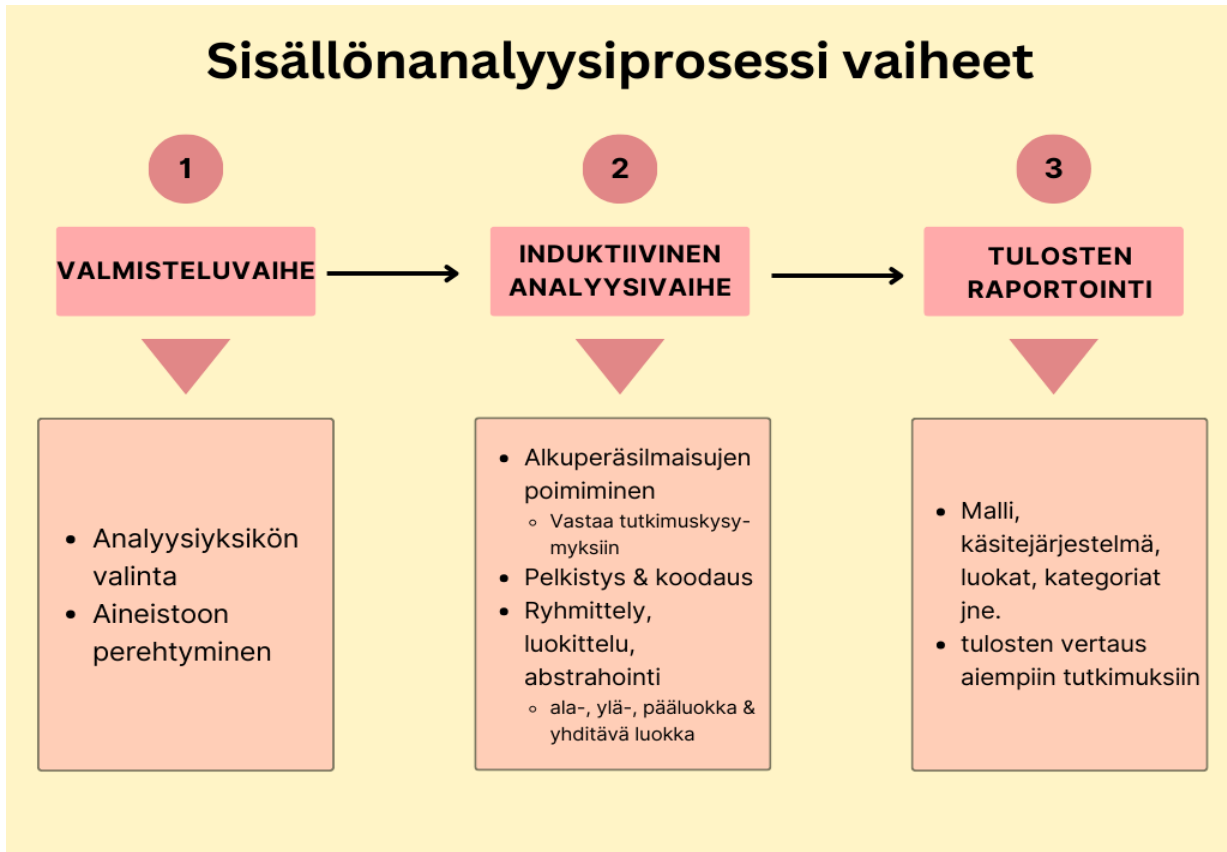 Sisällönanalyysiprosessi vaiheet
1
VALMISTELUVAIHE
• Analyysiyksikön
valinta
• Aineistoon
perehtyminen
2
INDUKTIIVINEN
ANALYYSIVAIHE
• Alkuperäsilmaisujen
poimiminen
◦ Vastaa tutkimuskysy-
myksiin
• Pelkistys & koodaus
• Ryhmittely,
luokittelu,
abstrahointi
◦ ala-, ylä-, pääluokka &
yhditävä luokka
3
TULOSTEN
RAPORTOINTI
• Malli,
käsitejärjestelmä,
luokat, kategoriat
jne.
• tulosten vertaus
aiempiin tutkimuksiin